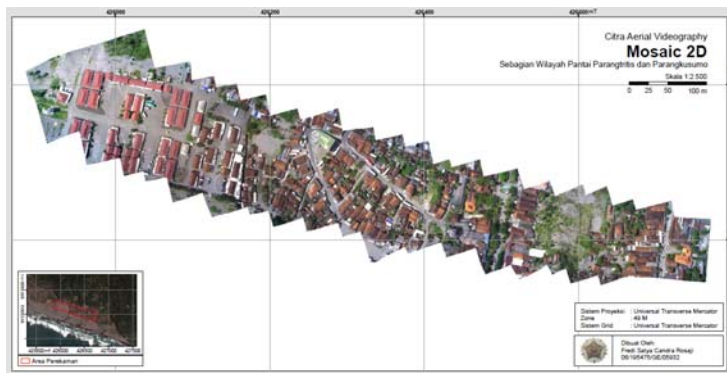 Citra Aerial Videography
Mosaic 2D
Sebagian Wilayah Pantai Parangtritis dan Parangkusumo
Skala 1:2.500
0 25 50 100 m
Area Perekaman
Sistem Proyeksi : Universal Transverse Mercator
Zona : 49 M
Sistem Grid : Universal Transverse Mercator
Dibuat Oleh:
Fredi Satya Candra Rosaji